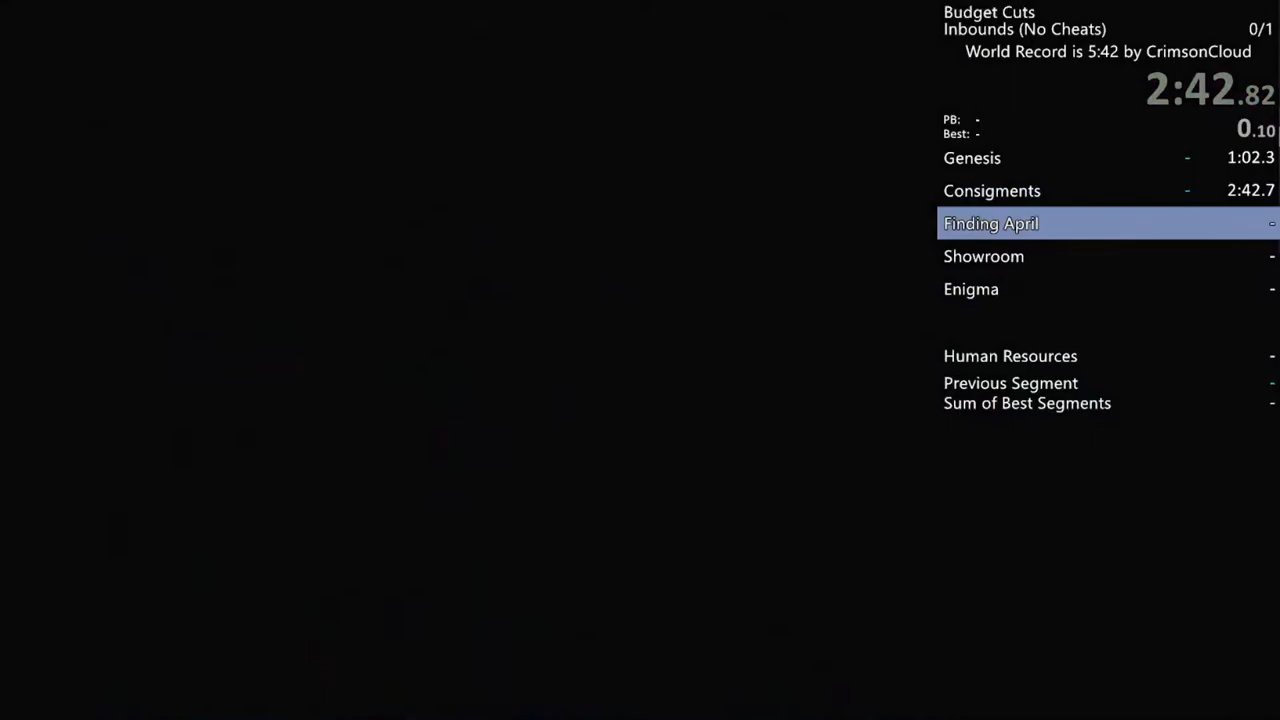 Budget Cuts
Inbounds (No Cheats) 0/1
World Record is 5:42 by CrimsonCloud
2:42.82
PB: -
Best: - 0.10
Genesis - 1:02.3
Consigments - 2:42.7
Finding April -
Showroom -
Enigma -
Human Resources -
Previous Segment -
Sum of Best Segments -